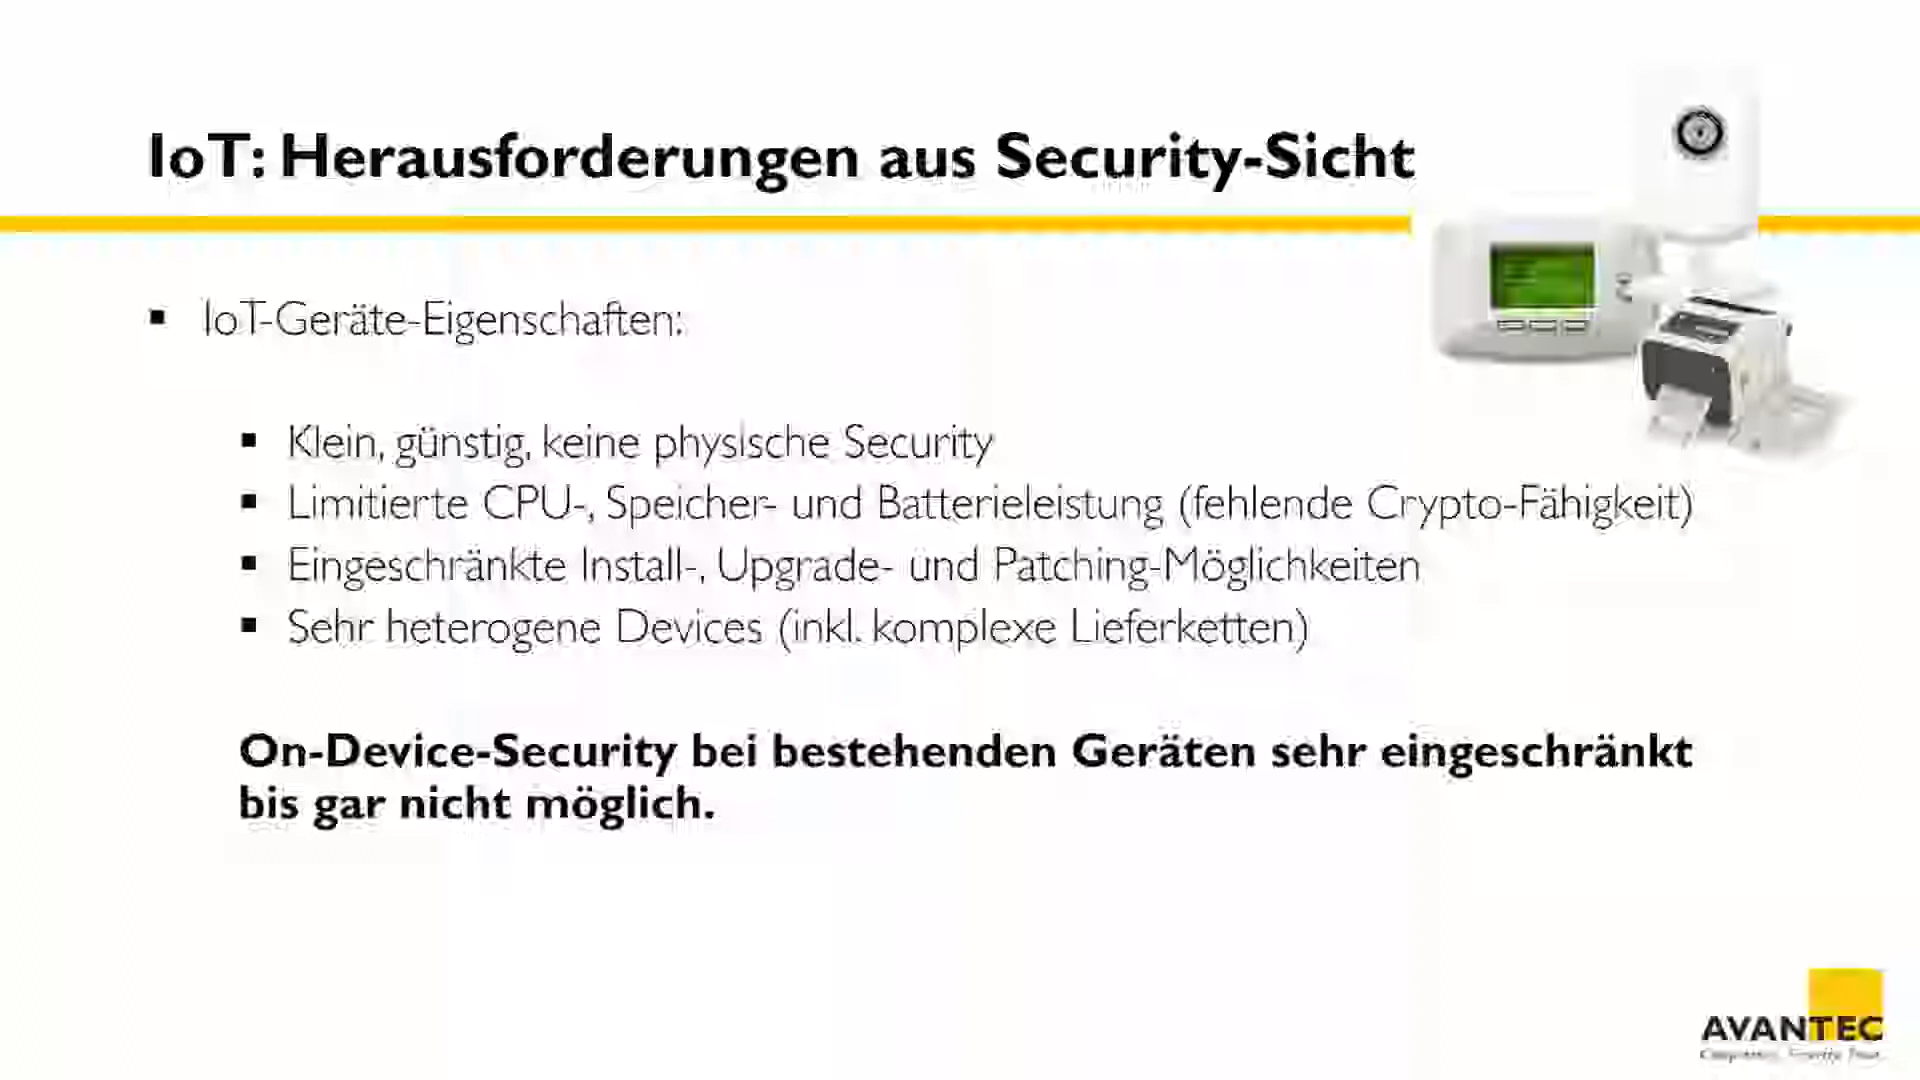 IoT: Herausforderungen aus Security-Sicht
▪ IoT-Geräte-Eigenschaften:
▪ Klein, günstig, keine physische Security
▪ Limitierte CPU-, Speicher- und Batterieleistung (fehlende Crypto-Fähigkeit)
▪ Eingeschränkte Install-, Upgrade- und Patching-Möglichkeiten
▪ Sehr heterogene Devices (inkl. komplexe Lieferketten)
On-Device-Security bei bestehenden Geräten sehr eingeschränkt
bis gar nicht möglich.
AVANTEC